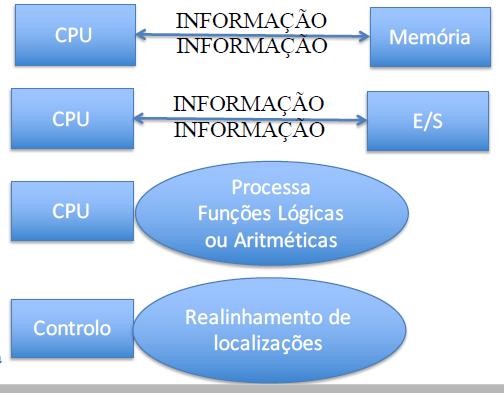 CPU
INFORMAÇÃO
INFORMAÇÃO
Memória
CPU
INFORMAÇÃO
INFORMAÇÃO
E/S
CPU
Processa
Funções Lógicas
ou Aritméticas
Controlo
Realinhamento de
localizações